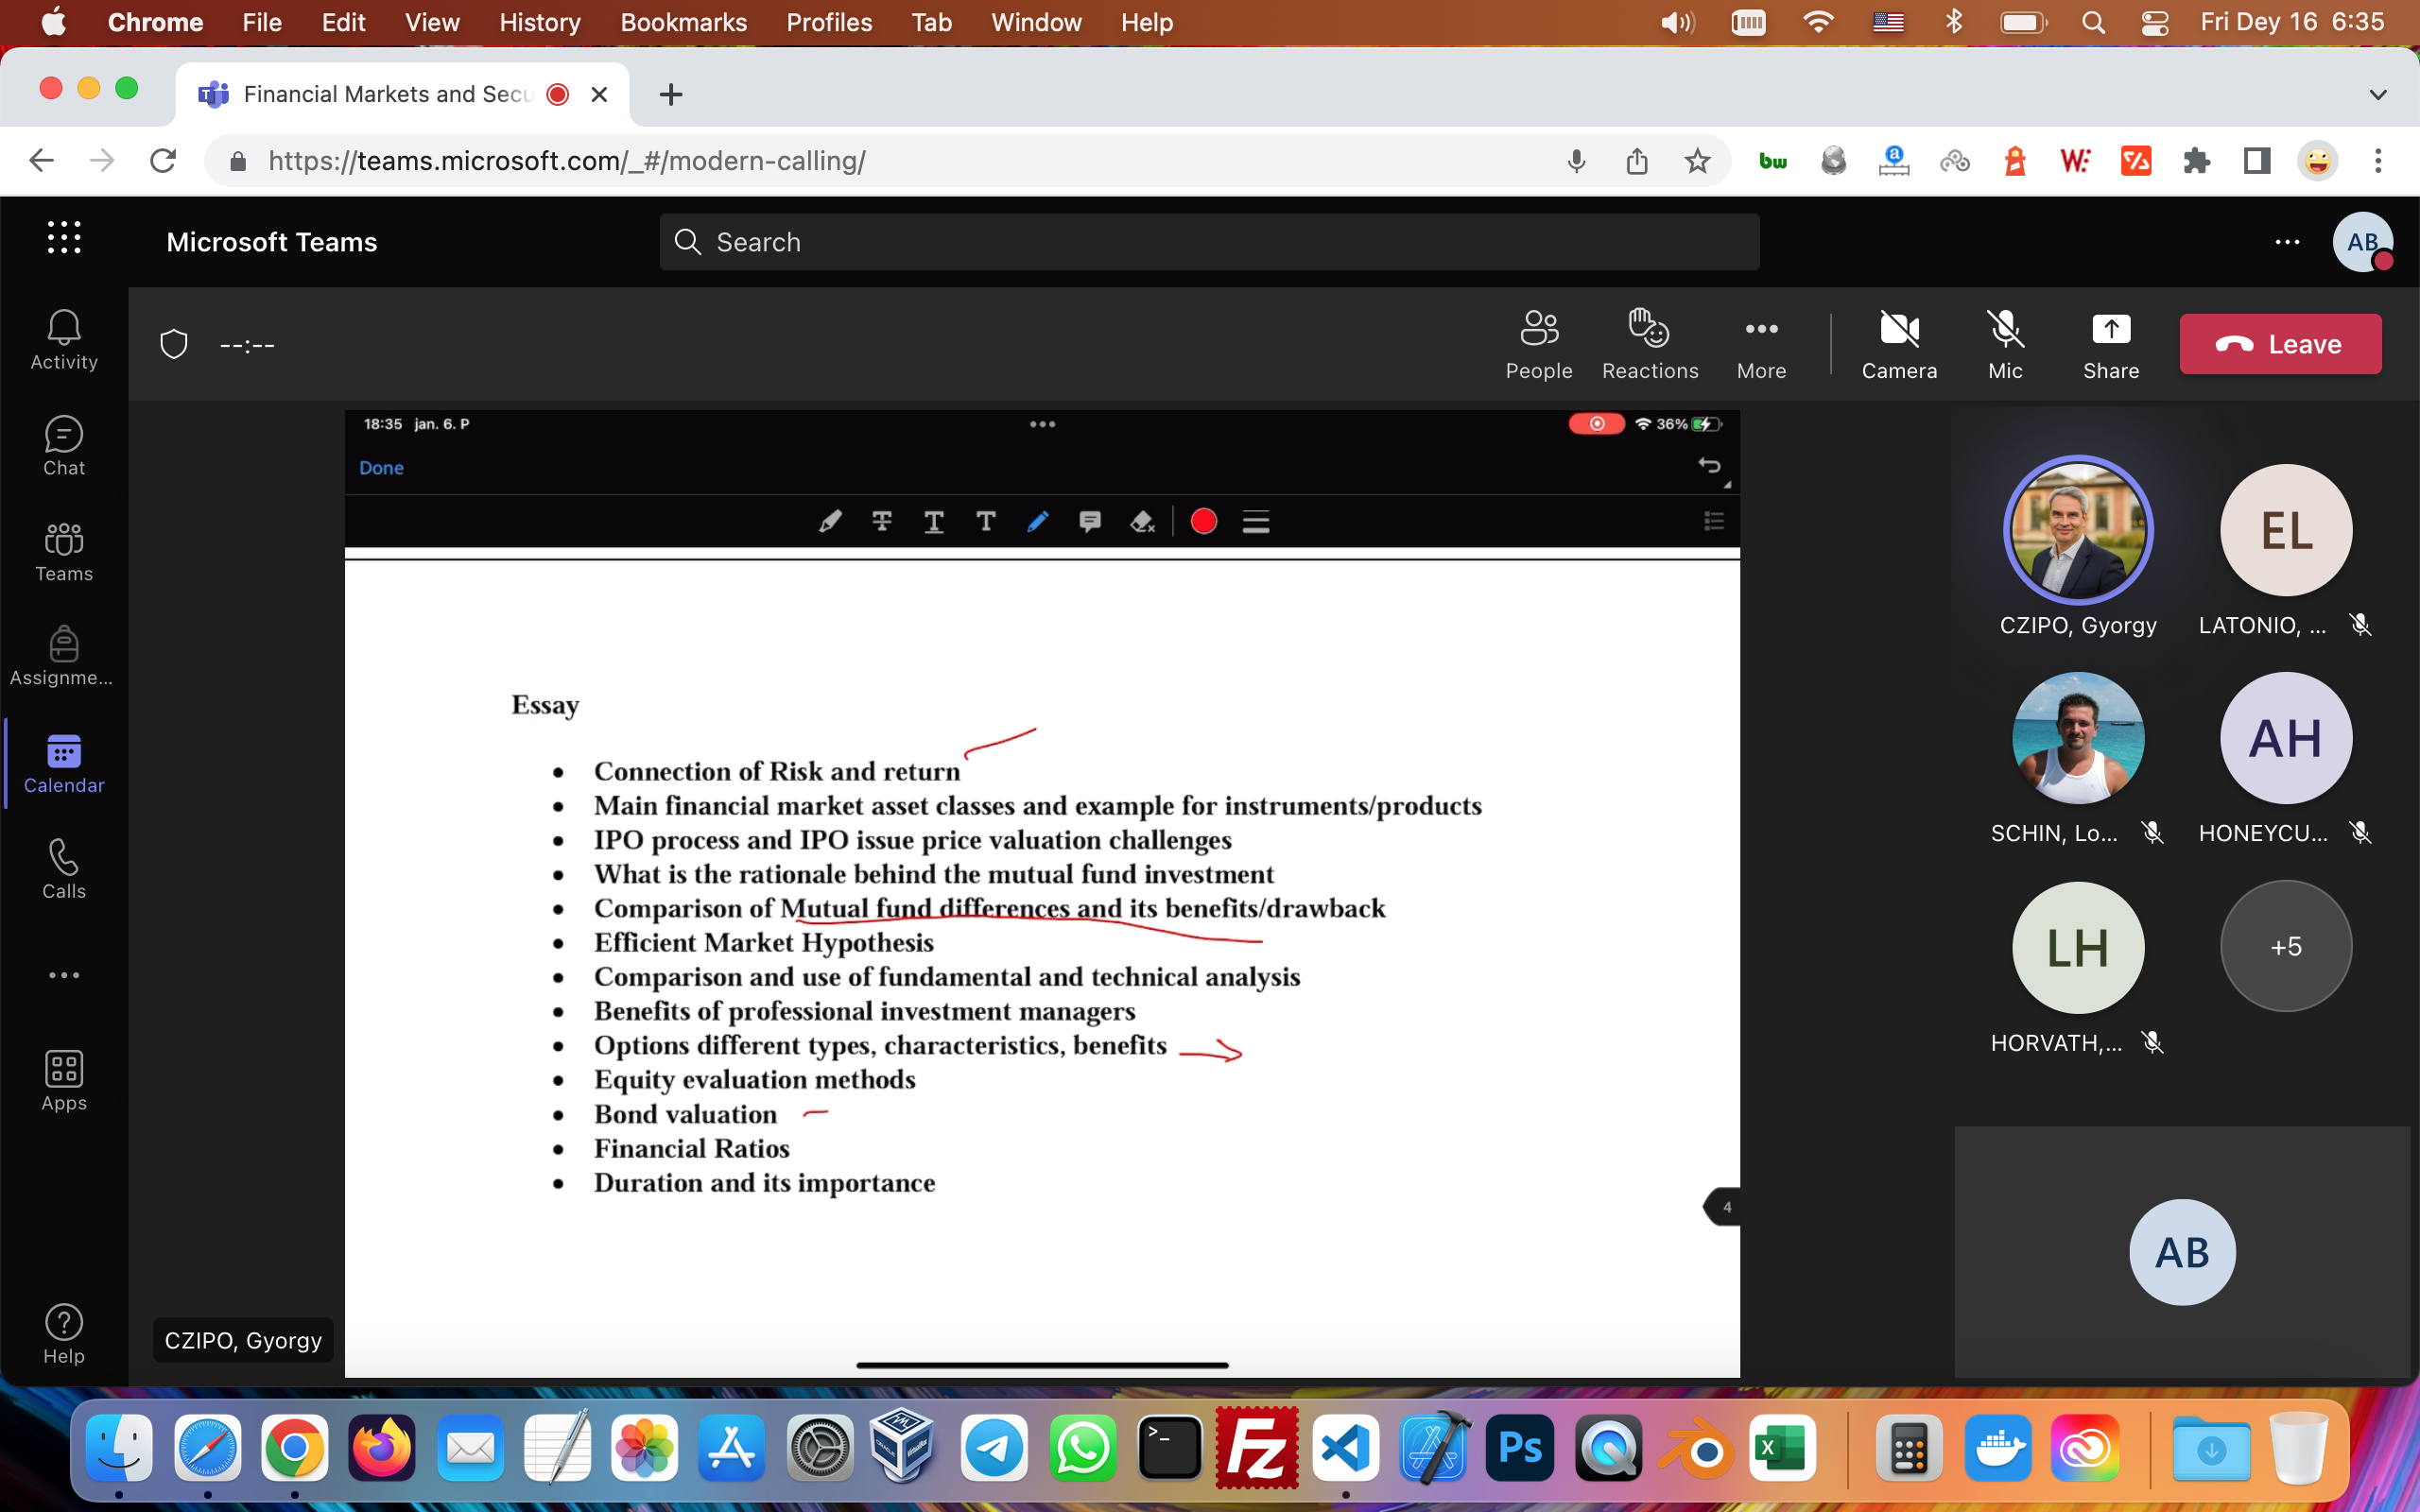 Chrome File Edit View History Bookmarks Profiles Tab Window Help Fri Dey 16 6:35
Financial Markets and Secu
https://teams.microsoft.com/_#/modern-calling/
bw
a
W:
Microsoft Teams
Search
AB
--:--
People Reactions More Camera Mic Share Leave
Activity
Chat
Teams
Assignme...
Calendar
Calls
Apps
Help
18:35 jan. 6. P
36%
Done
Essay
• Connection of Risk and return
• Main financial market asset classes and example for instruments/products
• IPO process and IPO issue price valuation challenges
• What is the rationale behind the mutual fund investment
• Comparison of Mutual fund differences and its benefits/drawback
• Efficient Market Hypothesis
• Comparison and use of fundamental and technical analysis
• Benefits of professional investment managers
• Options different types, characteristics, benefits
• Equity evaluation methods
• Bond valuation
• Financial Ratios
• Duration and its importance
4
CZIPO, Gyorgy
CZIPO, Gyorgy
EL
LATONIO, ...
SCHIN, Lo...
AH
HONEYCU...
LH
HORVATH,...
+5
AB
>_
Fz
Ps
X